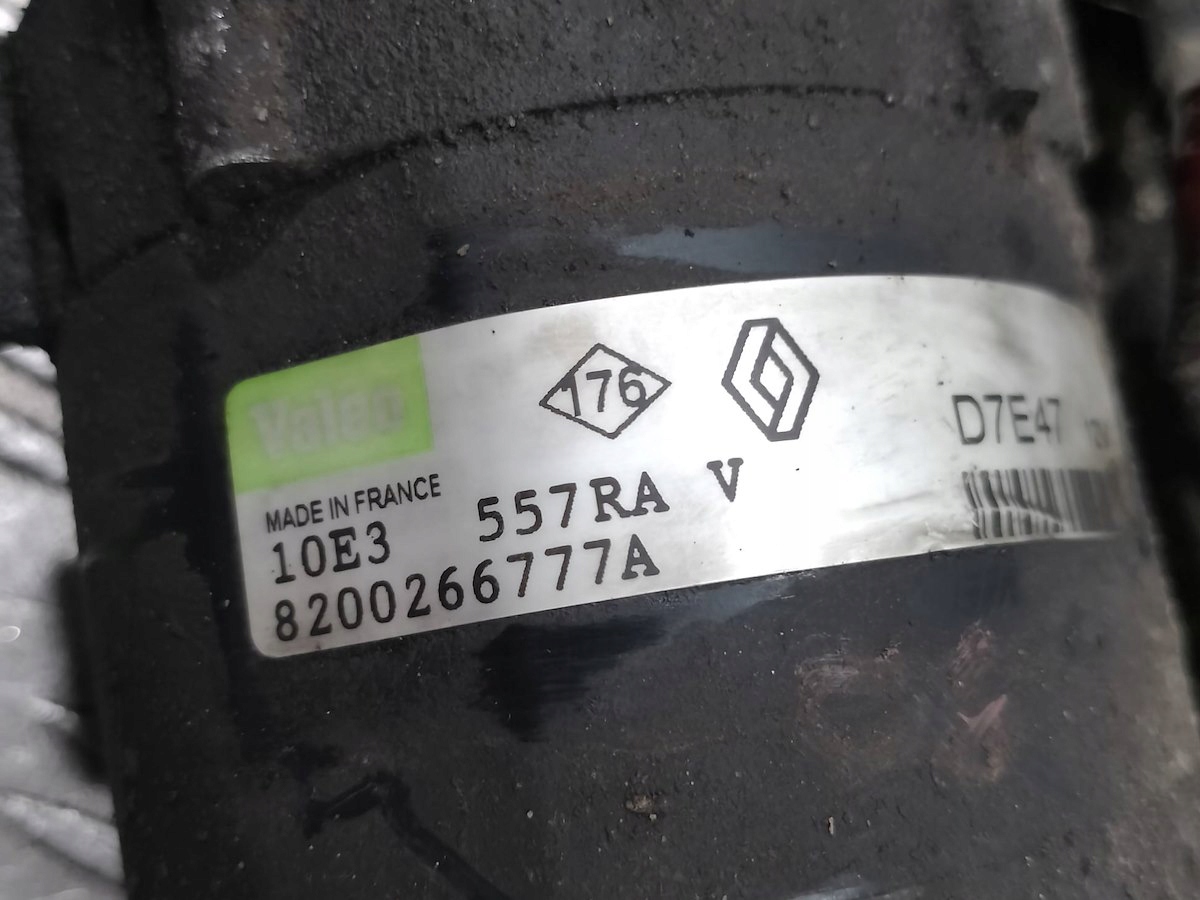 Valeo
176
D7E47
MADE IN FRANCE
10E3 557RA V
8200266777A